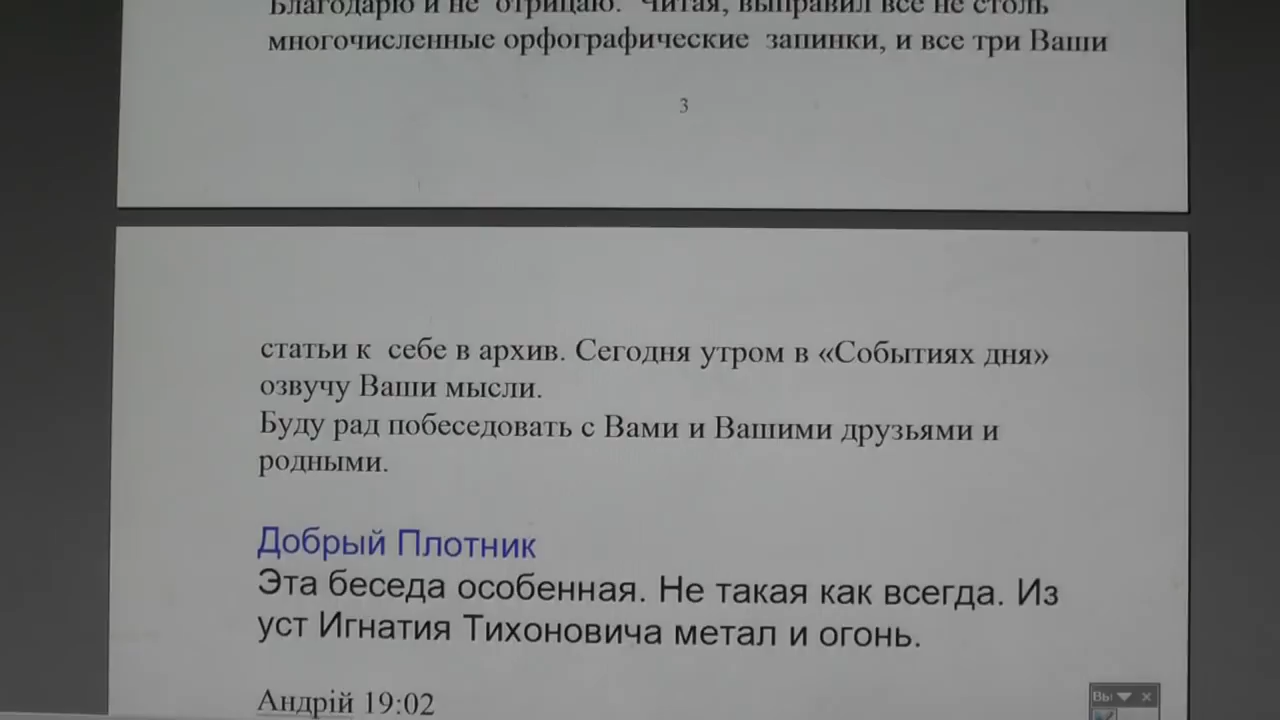 Благодарю и не отрицаю. Читая, выправил все не столь
многочисленные орфографические запинки, и все три Ваши
3
статьи к себе в архив. Сегодня утром в «Событиях дня»
озвучу Ваши мысли.
Буду рад побеседовать с Вами и Вашими друзьями и
родными.
Добрый Плотник
Эта беседа особенная. Не такая как всегда. Из
уст Игнатия Тихоновича метал и огонь.
Андрій 19:02
Вы